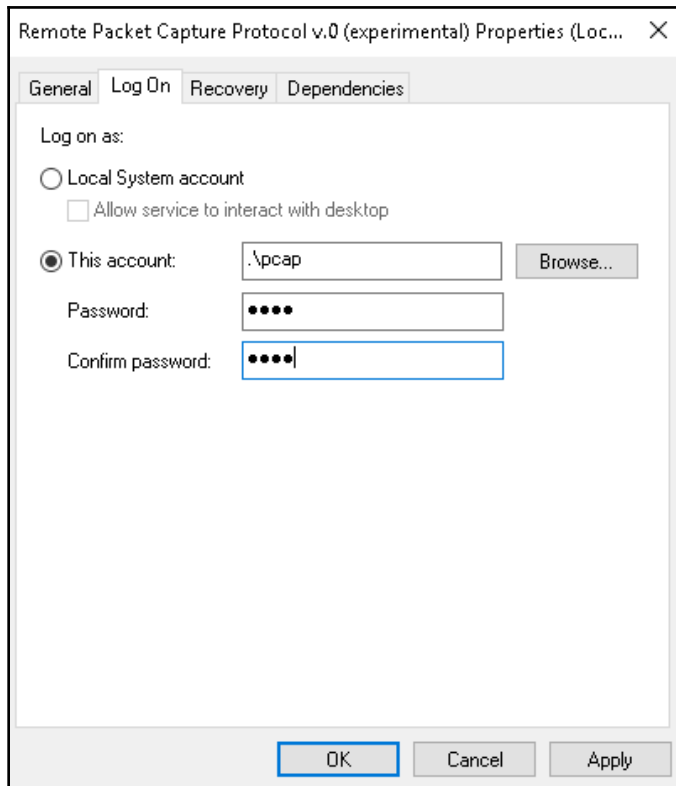 Remote Packet Capture Protocol v.0 (experimental) Properties (Loc...
General Log On Recovery Dependencies
Log on as:
Local System account
Allow service to interact with desktop
This account: .\pcap Browse...
Password: ●●●●
Confirm password: ●●●●
OK Cancel Apply